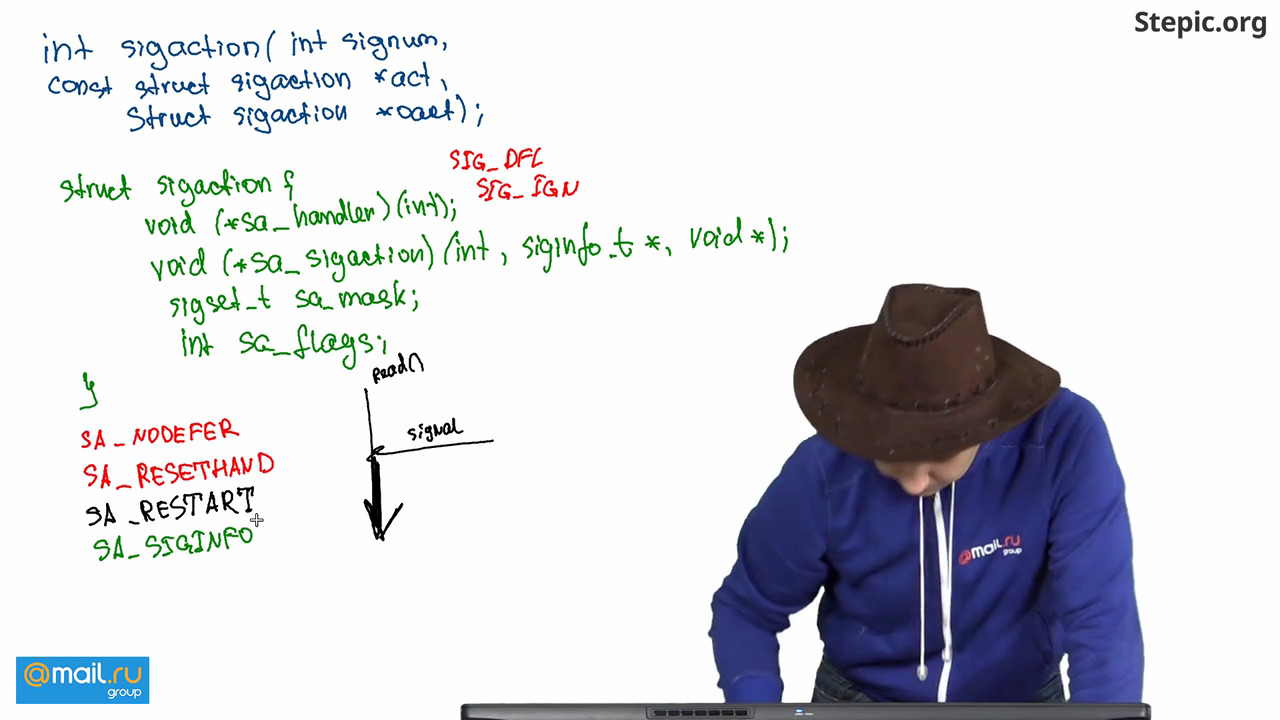 Stepic.org
int sigaction( int signum,
const struct sigaction *act,
struct sigaction *oact);
SIG_DFL
SIG_IGN
struct sigaction {
void (*sa_handler)(int);
void (*sa_sigaction)(int, siginfo_t *, void *);
sigset_t sa_mask;
int sa_flags;
}
read()
signal
SA_NODEFER
SA_RESETHAND
SA_RESTART
SA_SIGINFO
@mail.ru
group
@mail.ru
group